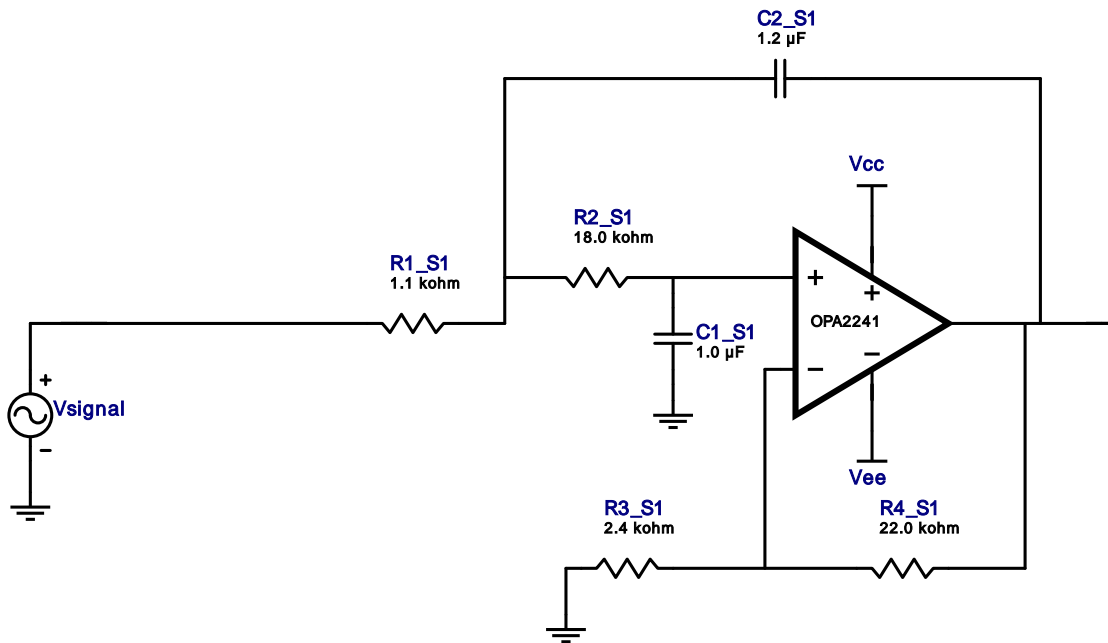 C2_S1
1.2 µF
Vcc
R2_S1
18.0 kohm
R1_S1
1.1 kohm
+
+
OPA2241
C1_S1
1.0 µF
−
−
+
Vsignal
−
Vee
R3_S1
2.4 kohm
R4_S1
22.0 kohm